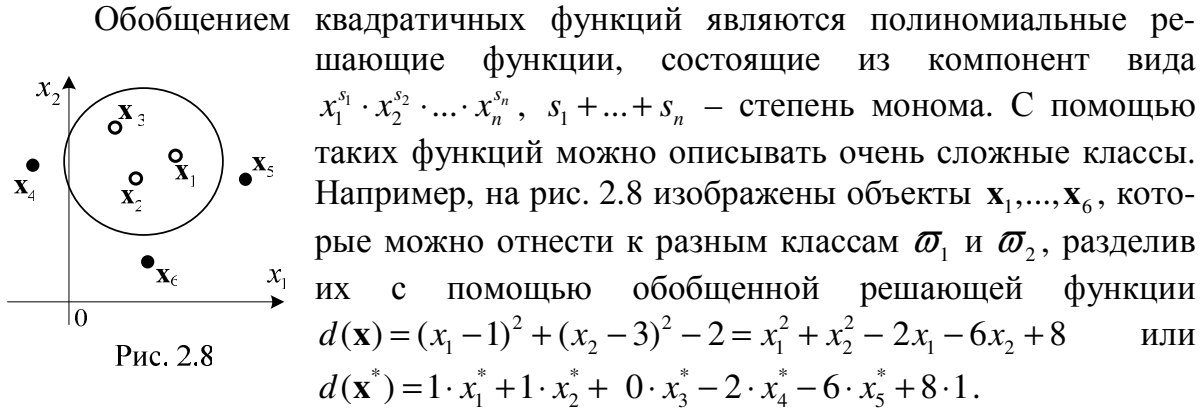 Обобщением квадратичных функций являются полиномиальные ре-
шающие функции, состоящие из компонент вида
x₁^{s₁} · x₂^{s₂} · ... · xₙ^{sₙ}, s₁ + ... + sₙ – степень монома. С помощью
таких функций можно описывать очень сложные классы.
Например, на рис. 2.8 изображены объекты x₁,...,x₆, кото-
рые можно отнести к разным классам ϖ₁ и ϖ₂, разделив
их с помощью обобщенной решающей функции
d(x) = (x₁ − 1)² + (x₂ − 3)² − 2 = x₁² + x₂² − 2x₁ − 6x₂ + 8 или
d(x*) = 1 · x₁* + 1 · x₂* + 0 · x₃* − 2 · x₄* − 6 · x₅* + 8 · 1.
x₂
x₃
x₁
x₅
x₄
x₂
x₆
x₁
0
Рис. 2.8